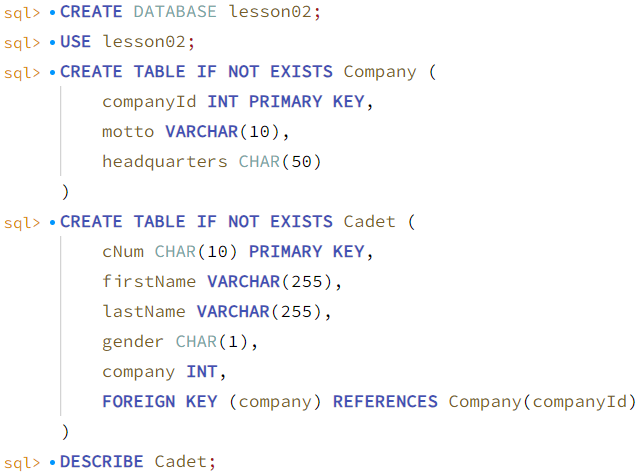 sql> CREATE DATABASE lesson02;
sql> USE lesson02;
sql> CREATE TABLE IF NOT EXISTS Company (
companyId INT PRIMARY KEY,
motto VARCHAR(10),
headquarters CHAR(50)
)
sql> CREATE TABLE IF NOT EXISTS Cadet (
cNum CHAR(10) PRIMARY KEY,
firstName VARCHAR(255),
lastName VARCHAR(255),
gender CHAR(1),
company INT,
FOREIGN KEY (company) REFERENCES Company(companyId)
)
sql> DESCRIBE Cadet;